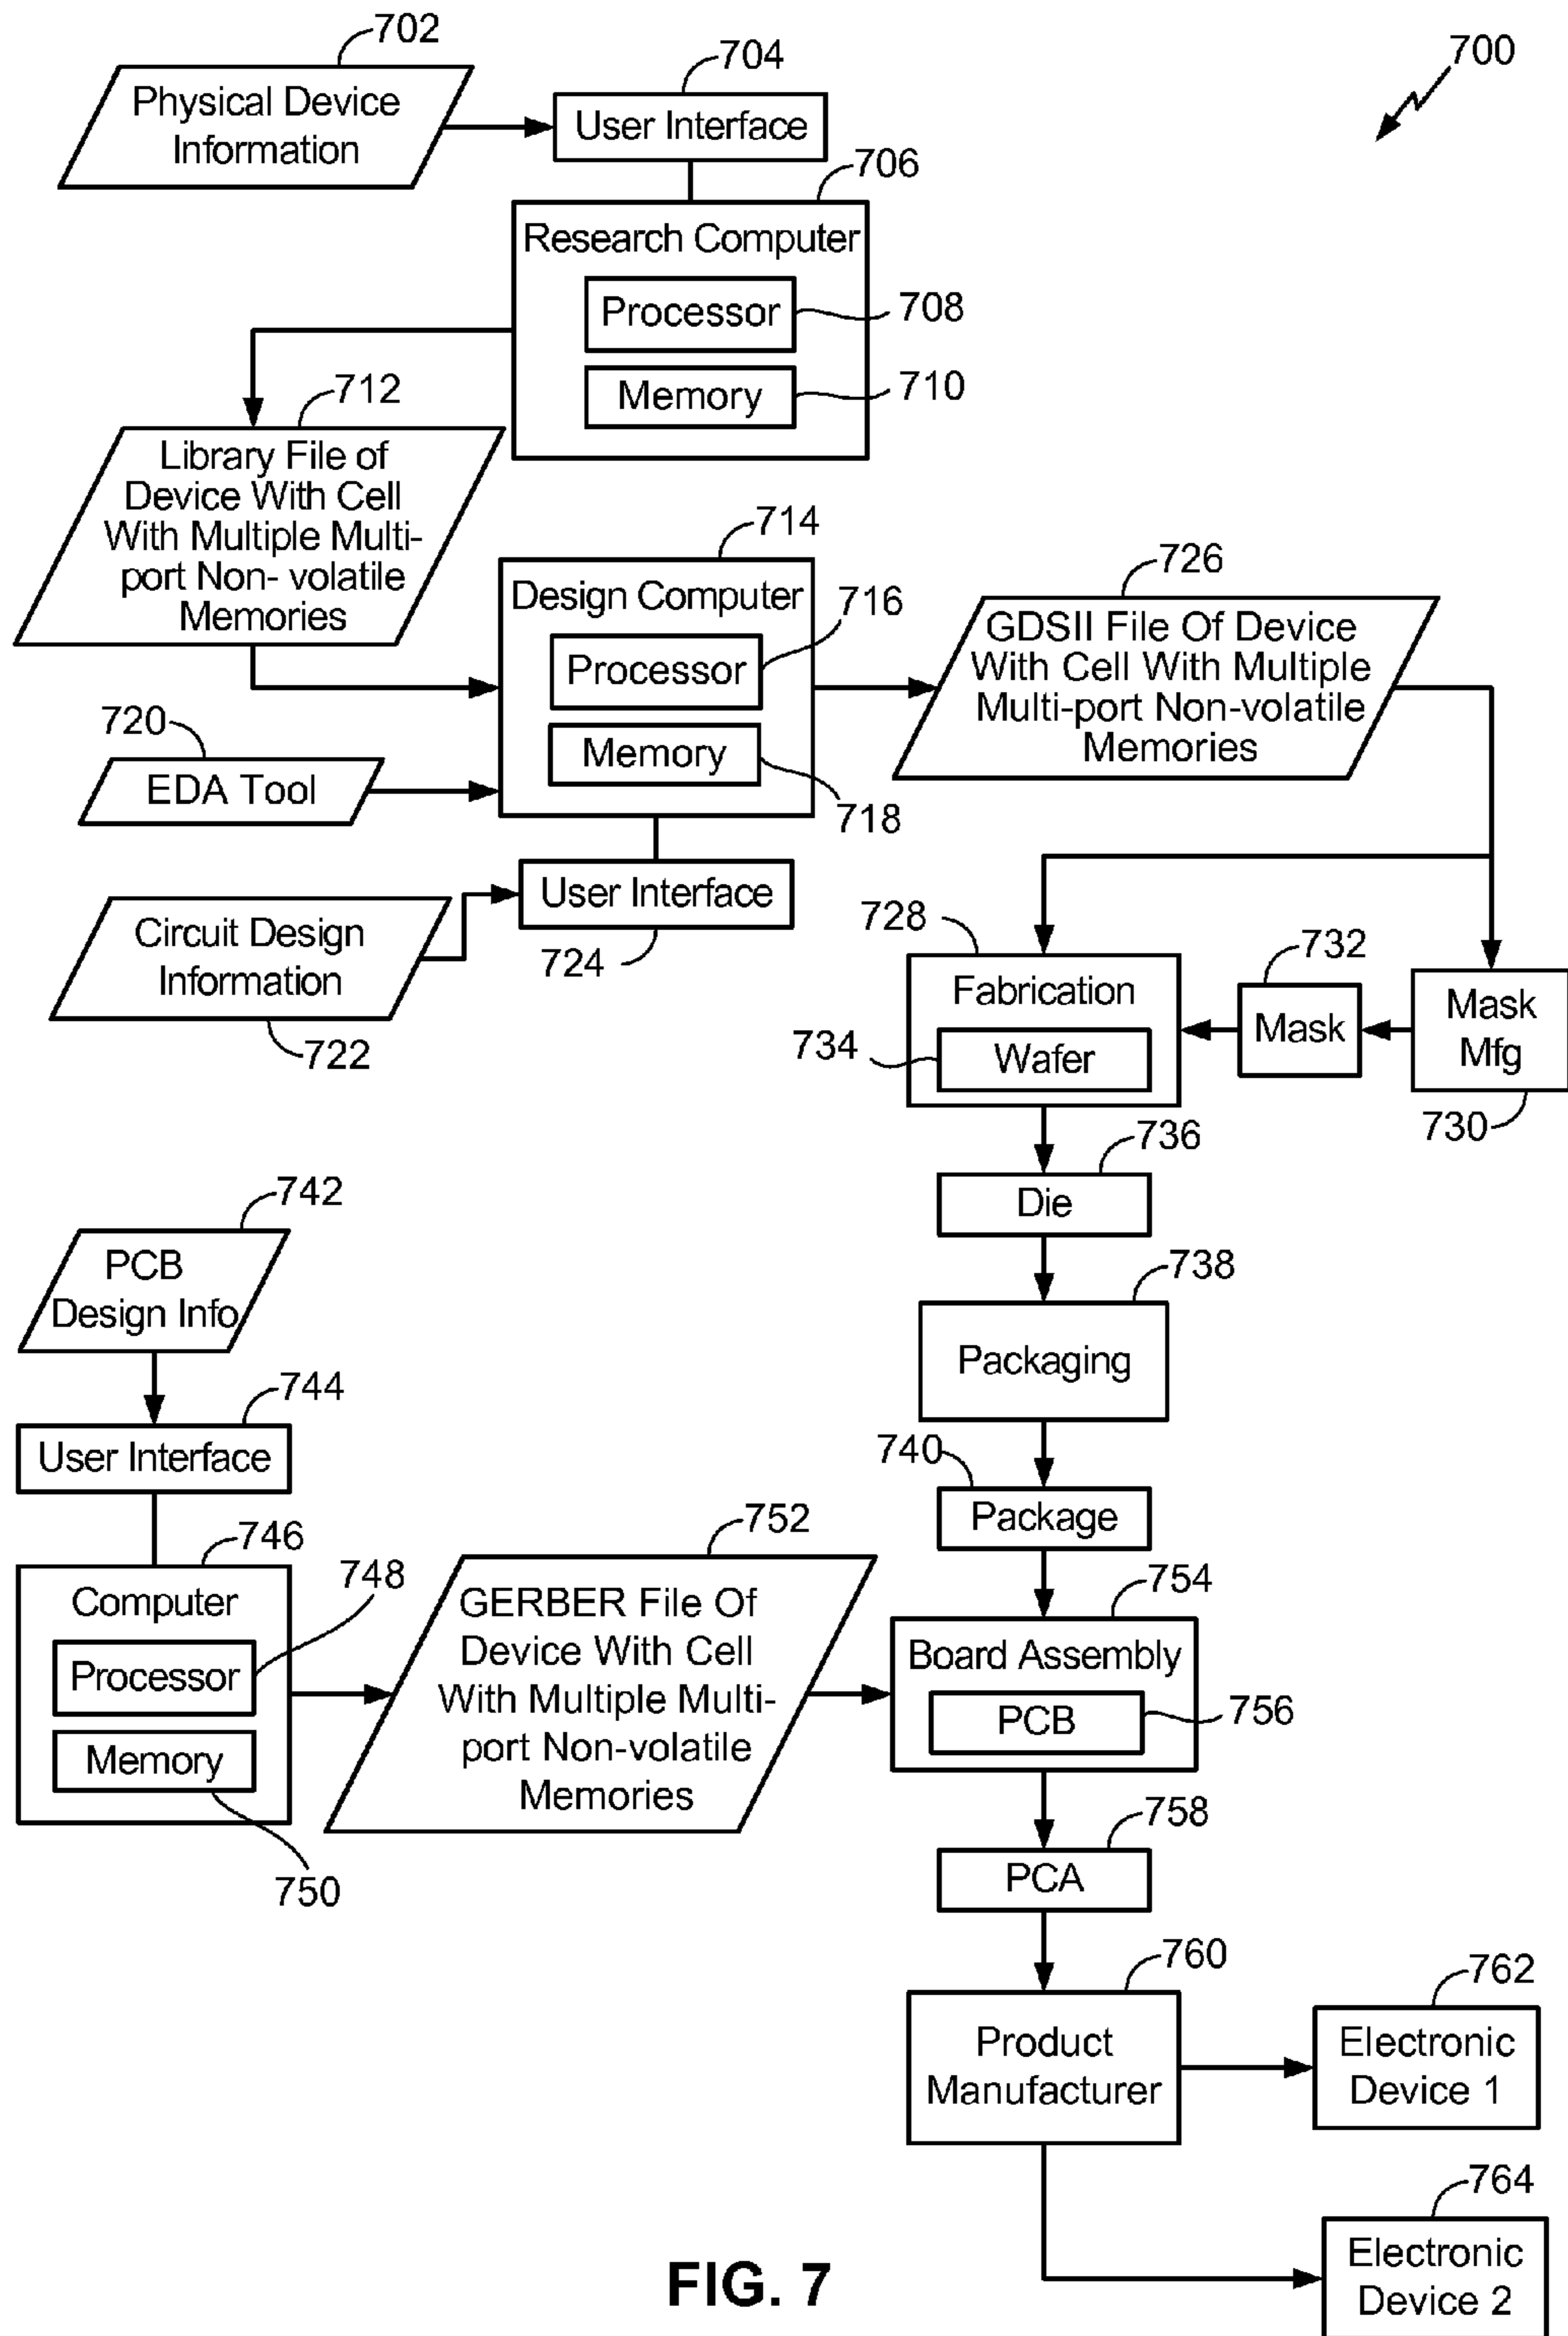 702
Physical Device
Information
704
User Interface
700
706
Research Computer
Processor
708
Memory
710
712
Library File of
Device With Cell
With Multiple Multi-
port Non- volatile
Memories
714
Design Computer
716
Processor
Memory
718
726
GDSII File Of Device
With Cell With Multiple
Multi-port Non-volatile
Memories
720
EDA Tool
User Interface
724
Circuit Design
Information
722
728
Fabrication
734
Wafer
732
Mask
Mask
Mfg
730
736
Die
738
Packaging
740
Package
742
PCB
Design Info
744
User Interface
746
Computer
748
Processor
Memory
750
752
GERBER File Of
Device With Cell
With Multiple Multi-
port Non-volatile
Memories
754
Board Assembly
PCB
756
758
PCA
760
Product
Manufacturer
762
Electronic
Device 1
764
Electronic
Device 2
FIG. 7